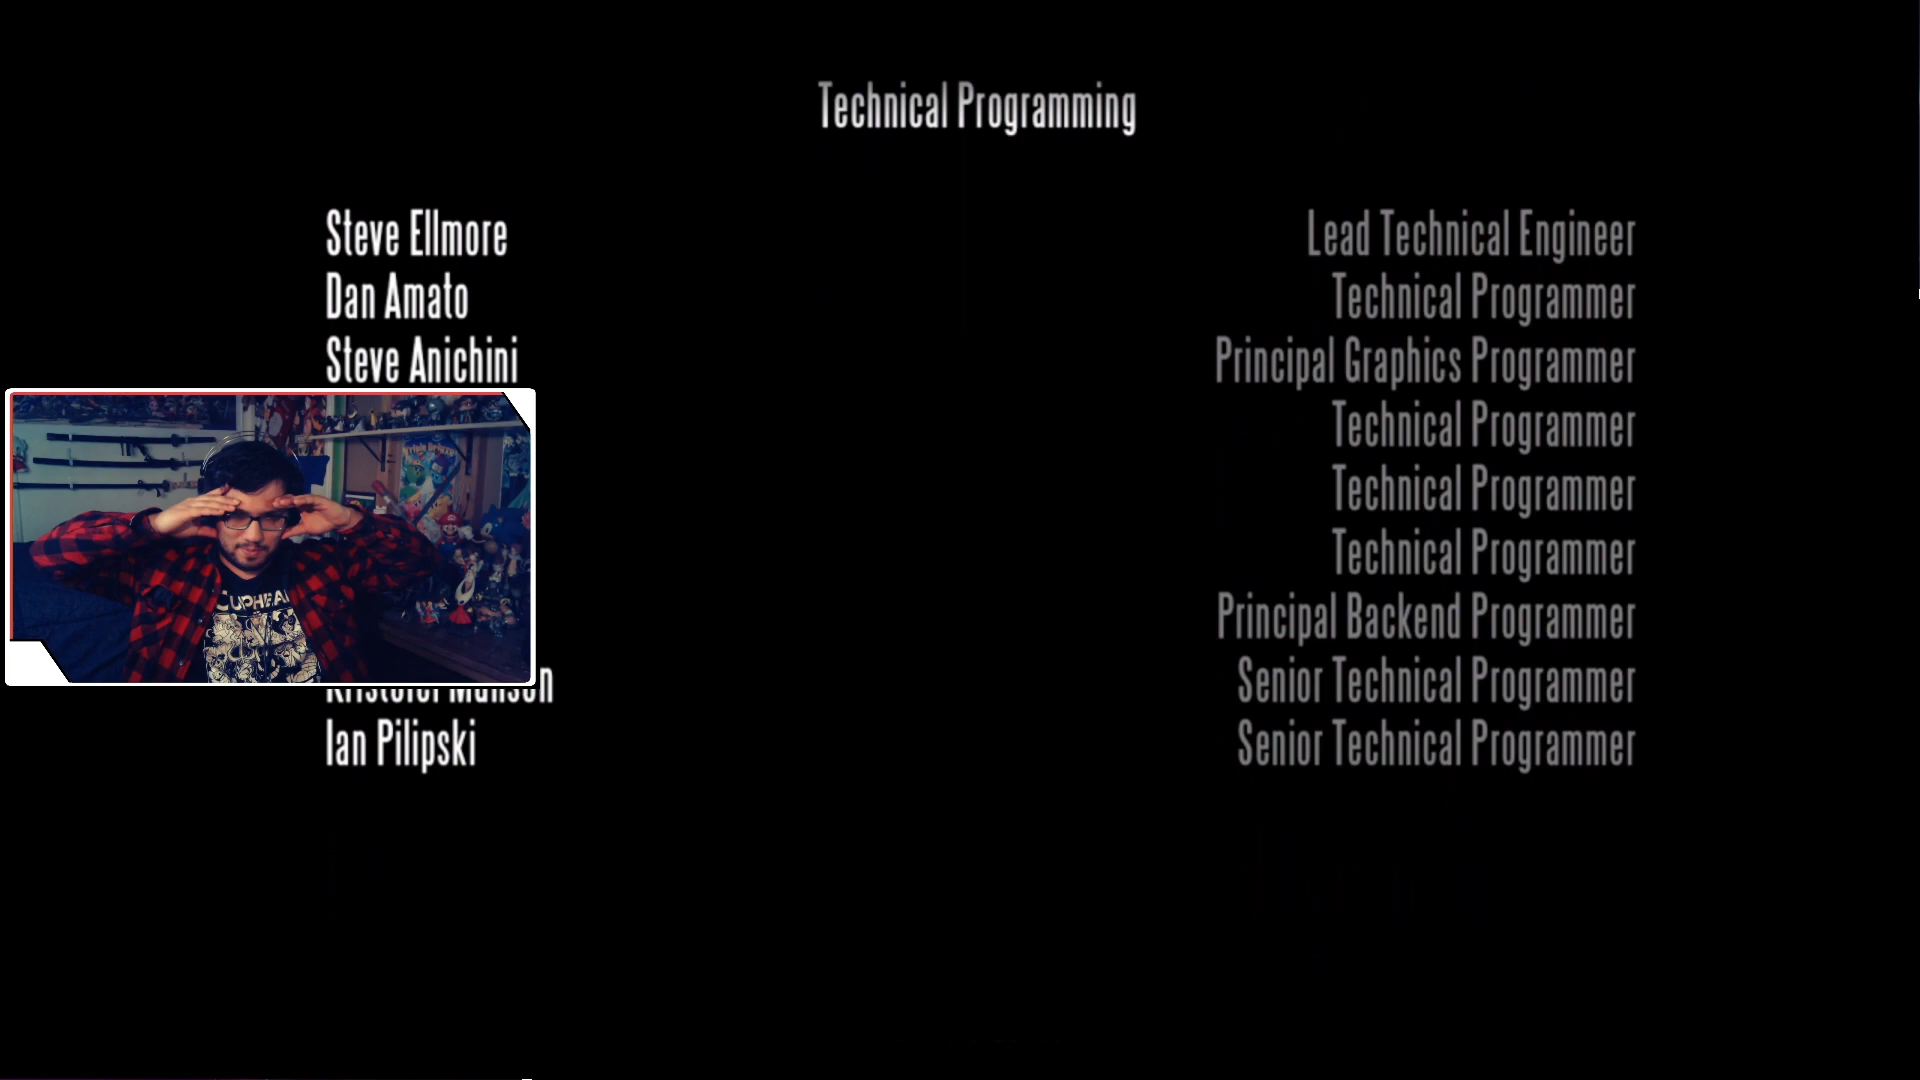 Technical Programming
Steve Ellmore Lead Technical Engineer
Dan Amato Technical Programmer
Steve Anichini Principal Graphics Programmer
Technical Programmer
Technical Programmer
Technical Programmer
Principal Backend Programmer
Senior Technical Programmer
Ian Pilipski Senior Technical Programmer
CUPHEAD